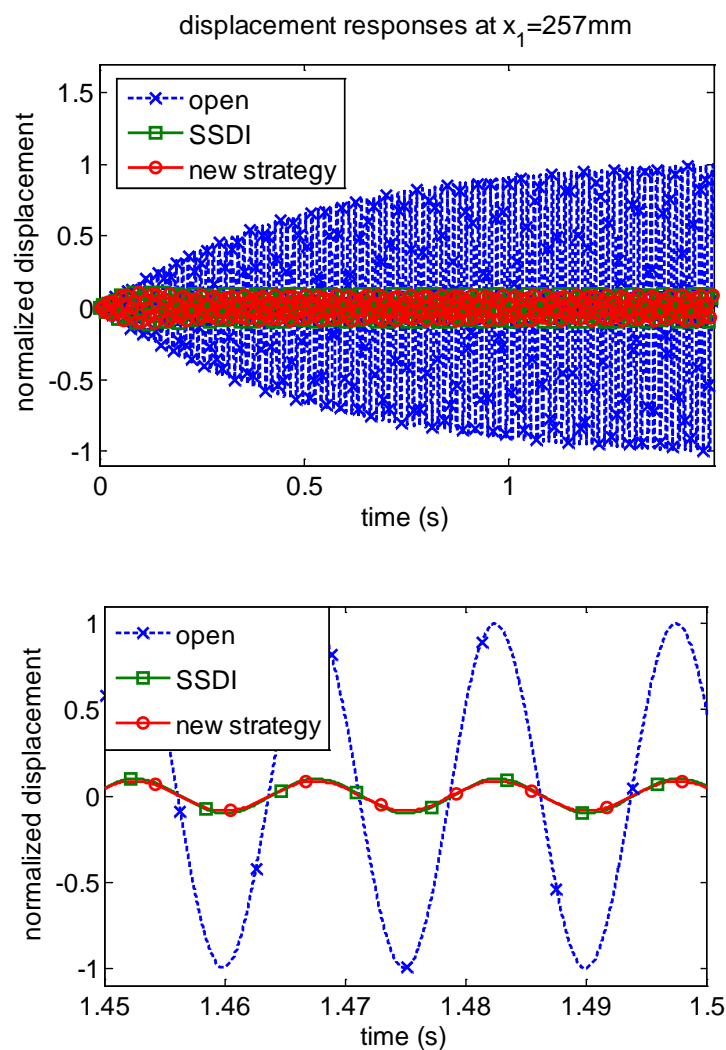 displacement responses at x₁=257mm
1.5
1
0.5
0
-0.5
-1
normalized displacement
open
SSDI
new strategy
0
0.5
1
time (s)
1
0.5
0
-0.5
-1
normalized displacement
open
SSDI
new strategy
1.45
1.46
1.47
1.48
1.49
1.5
time (s)